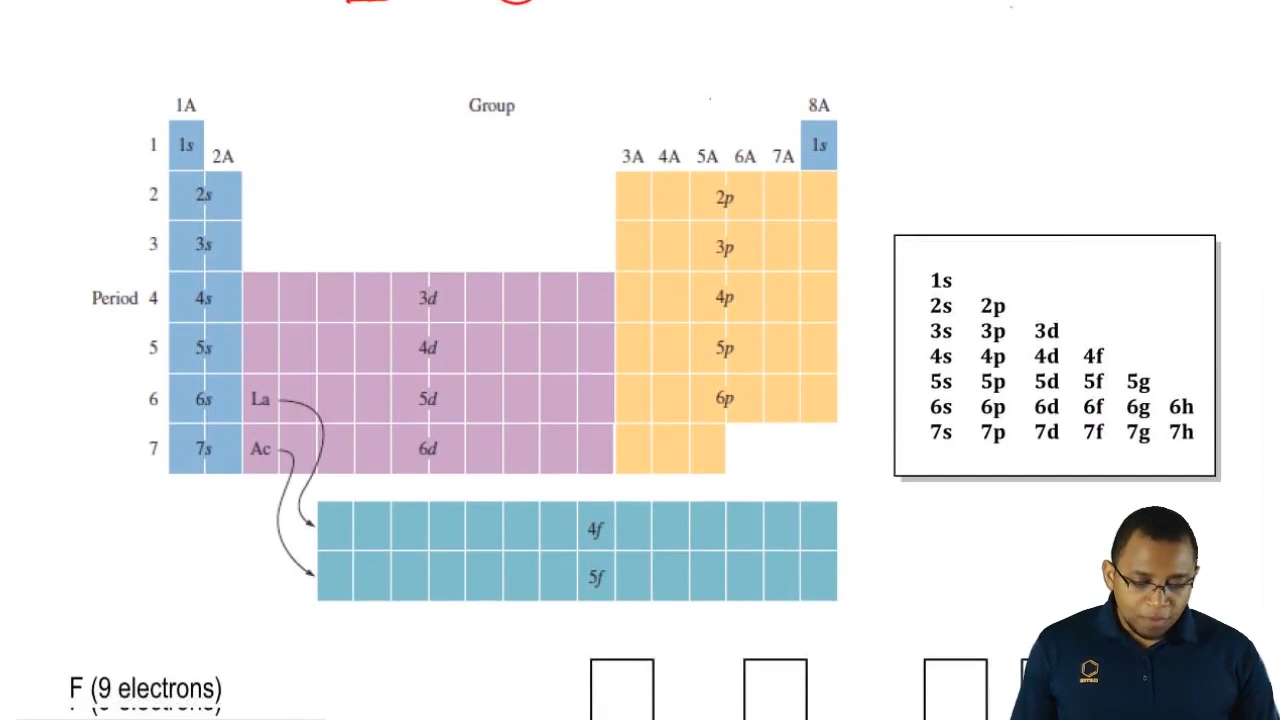 1A Group 8A
1 1s 2A 3A 4A 5A 6A 7A 1s
2 2s 2p
3 3s 3p
Period 4 4s 3d 4p
5 5s 4d 5p
6 6s La 5d 6p
7 7s Ac 6d
4f
5f
1s
2s 2p
3s 3p 3d
4s 4p 4d 4f
5s 5p 5d 5f 5g
6s 6p 6d 6f 6g 6h
7s 7p 7d 7f 7g 7h
F (9 electrons)